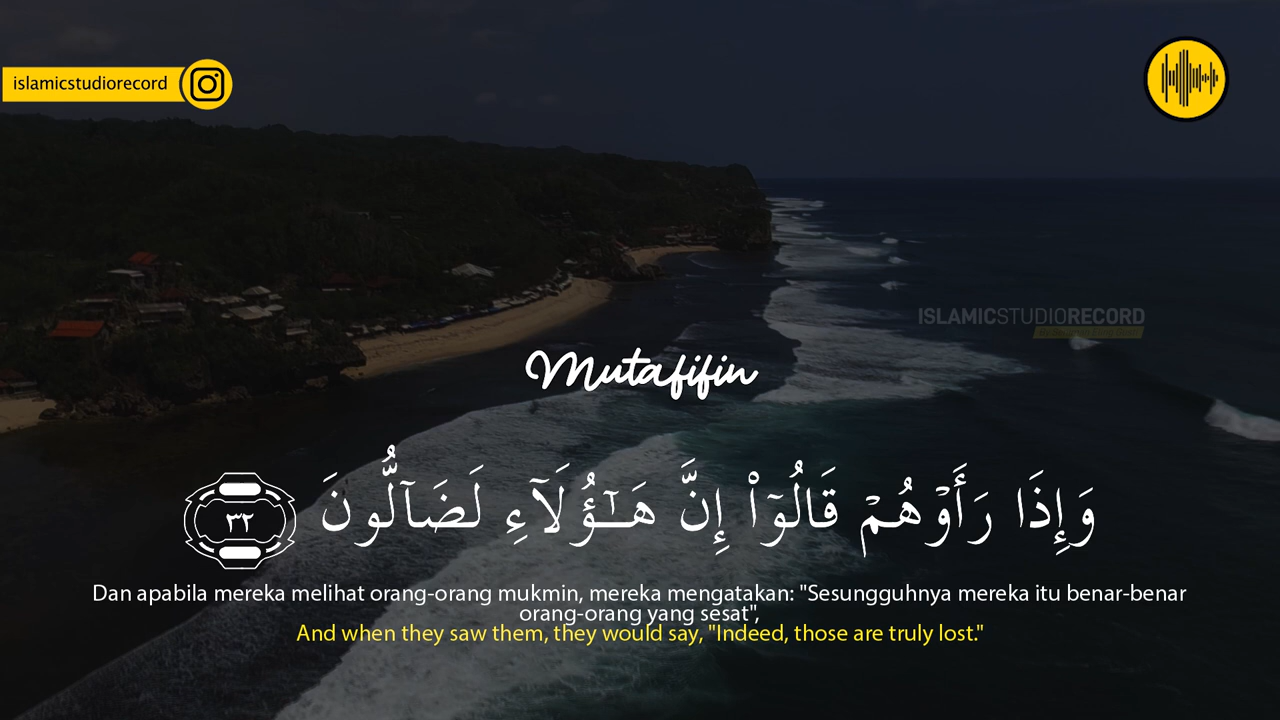 islamicstudiorecord
ISLAMICSTUDIORECORD
Mutafifin
وَإِذَا رَأَوْهُمْ قَالُوٓا۟ إِنَّ هَـٰٓؤُلَآءِ لَضَآلُّونَ ٣٢
Dan apabila mereka melihat orang-orang mukmin, mereka mengatakan: "Sesungguhnya mereka itu benar-benar
orang-orang yang sesat",
And when they saw them, they would say, "Indeed, those are truly lost."